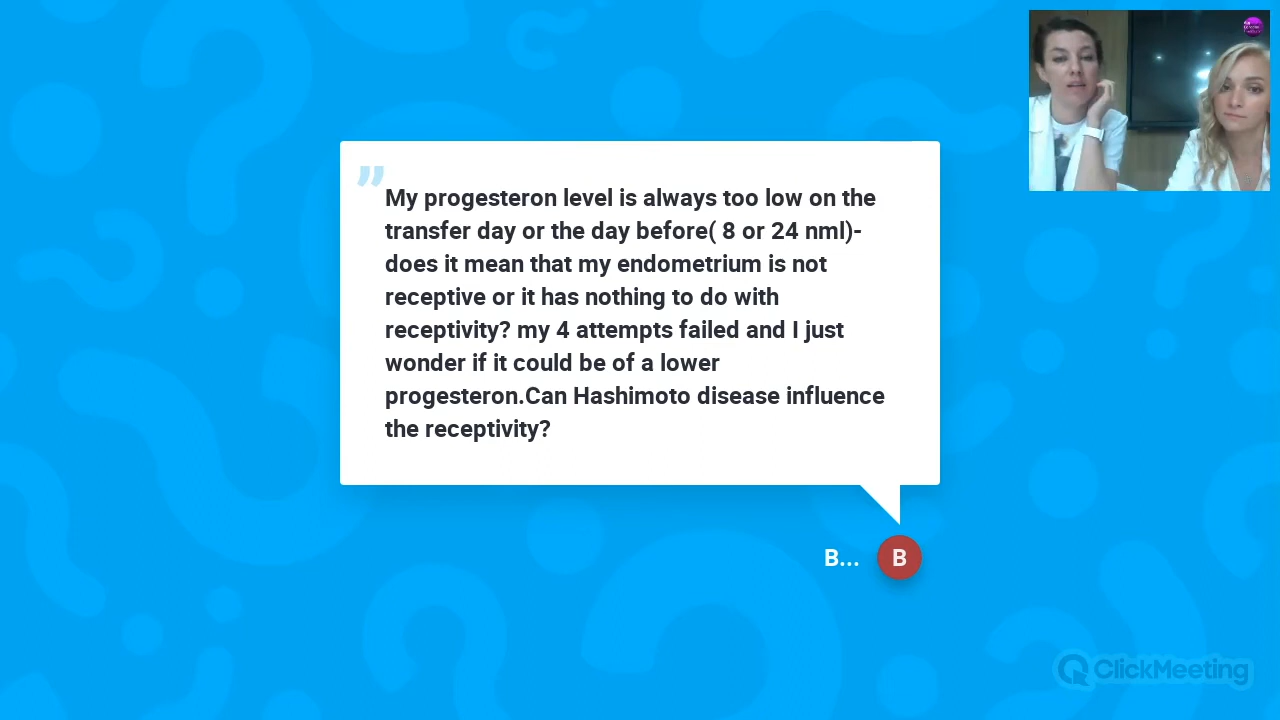 "
My progesteron level is always too low on the
transfer day or the day before( 8 or 24 nml)-
does it mean that my endometrium is not
receptive or it has nothing to do with
receptivity? my 4 attempts failed and I just
wonder if it could be of a lower
progesteron.Can Hashimoto disease influence
the receptivity?
B... B
ClickMeeting